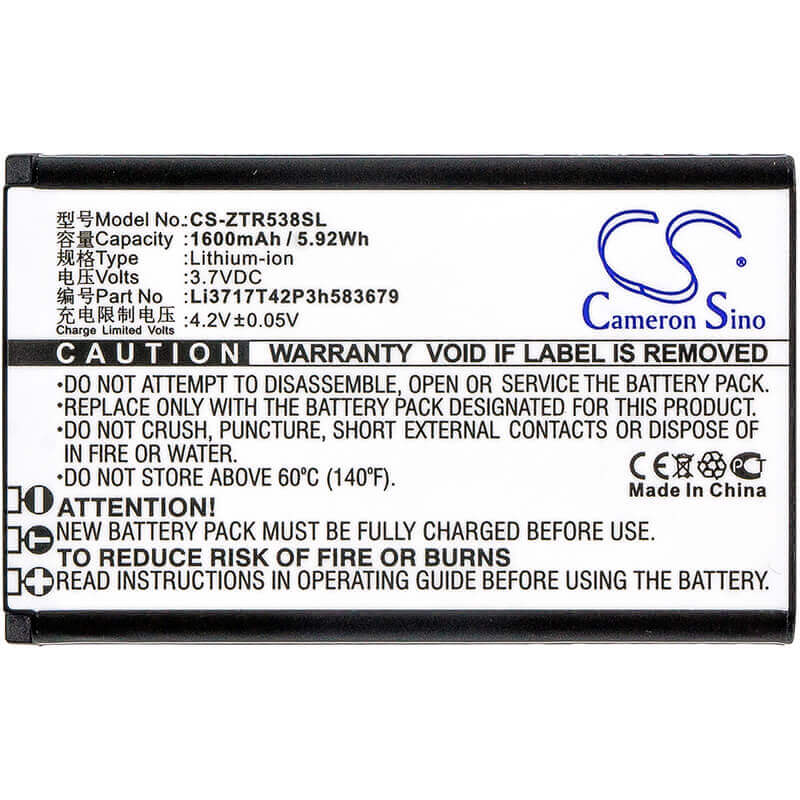 型号Model No.:CS-ZTR538SL
容量Capacity :1600mAh / 5.92Wh
规格Type :Lithium-ion
电压Volts :3.7VDC
编号Part No :Li3717T42P3h583679
充电限制电压:4.2V±0.05V
Charge Limited Volts
CS
Cameron Sino
CAUTION WARRANTY VOID IF LABEL IS REMOVED
•DO NOT ATTEMPT TO DISASSEMBLE, OPEN OR SERVICE THE BATTERY PACK.
•REPLACE ONLY WITH THE BATTERY PACK DESIGNATED FOR THIS PRODUCT.
•DO NOT CRUSH, PUNCTURE, SHORT EXTERNAL CONTACTS OR DISPOSE OF
IN FIRE OR WATER.
•DO NOT STORE ABOVE 60°C (140°F).
CE PCT
Made In China
ATTENTION!
NEW BATTERY PACK MUST BE FULLY CHARGED BEFORE INITIAL USE.
TO REDUCE RISK OF FIRE OR BURNS
READ INSTRUCTIONS IN OPERATING GUIDE BEFORE USING THE BATTERY.